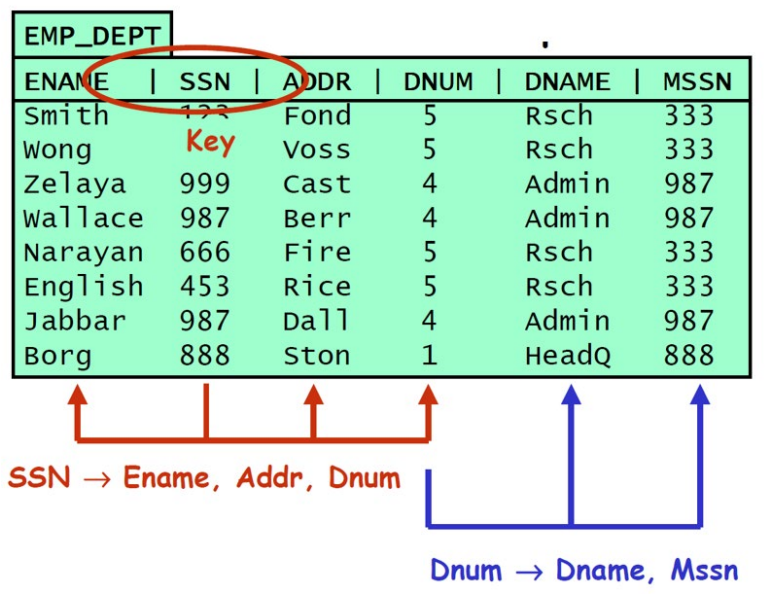 EMP_DEPT
ENAME | SSN | ADDR | DNUM | DNAME | MSSN
Smith 123 Fond 5 Rsch 333
Wong Voss 5 Rsch 333
Key
Zelaya 999 Cast 4 Admin 987
Wallace 987 Berr 4 Admin 987
Narayan 666 Fire 5 Rsch 333
English 453 Rice 5 Rsch 333
Jabbar 987 Dall 4 Admin 987
Borg 888 Ston 1 HeadQ 888
SSN → Ename, Addr, Dnum
Dnum → Dname, Mssn